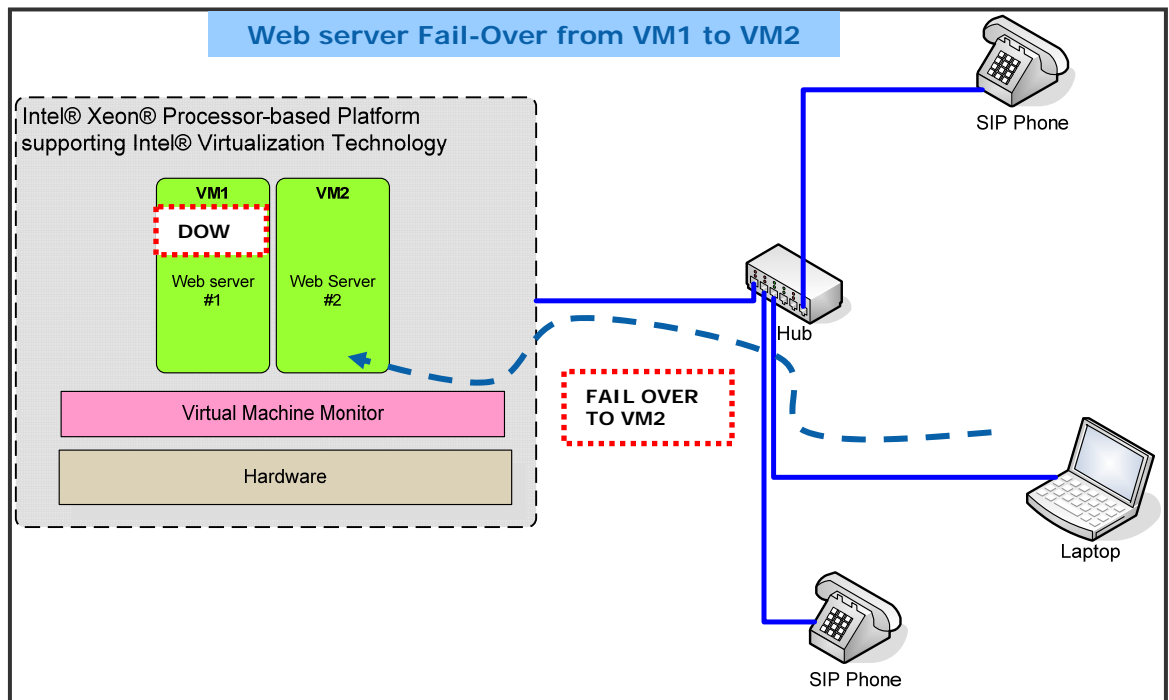 Web server Fail-Over from VM1 to VM2
Intel® Xeon® Processor-based Platform
supporting Intel® Virtualization Technology
VM1
DOW
Web server
#1
VM2
Web Server
#2
Virtual Machine Monitor
Hardware
SIP Phone
Hub
FAIL OVER
TO VM2
Laptop
SIP Phone